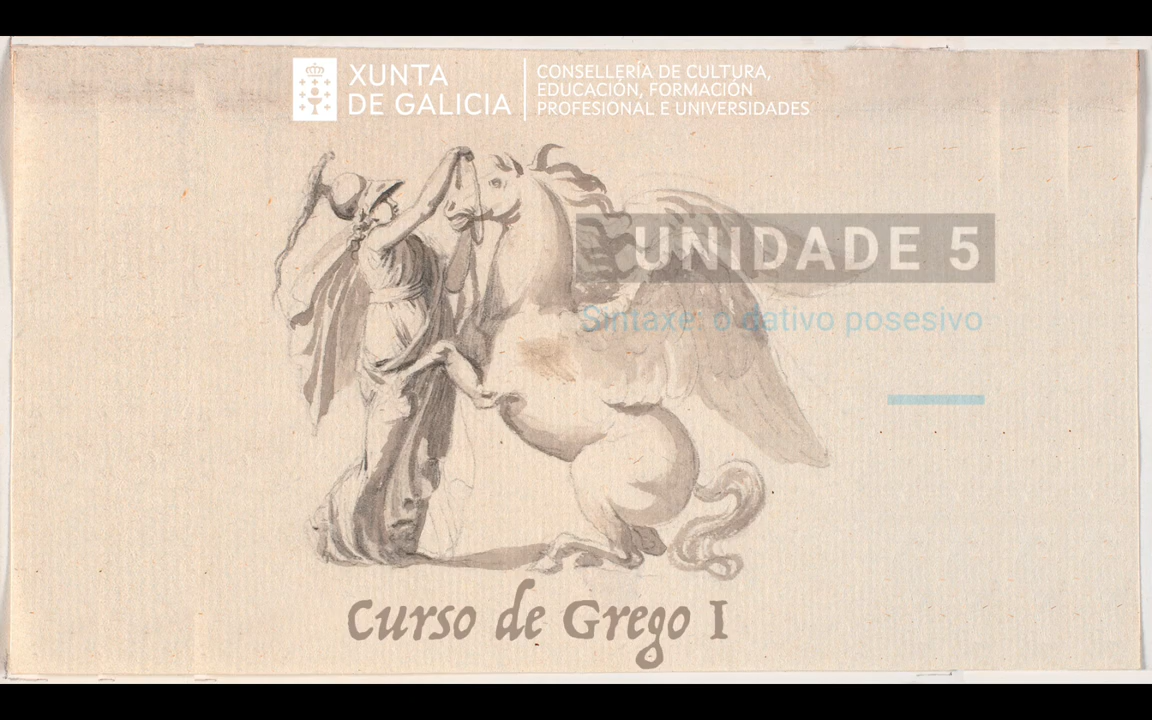 XUNTA
DE GALICIA
CONSELLERÍA DE CULTURA,
EDUCACIÓN, FORMACIÓN
PROFESIONAL E UNIVERSIDADES
UNIDADE 5
Sintaxe: o dativo posesivo
Curso de Grego I